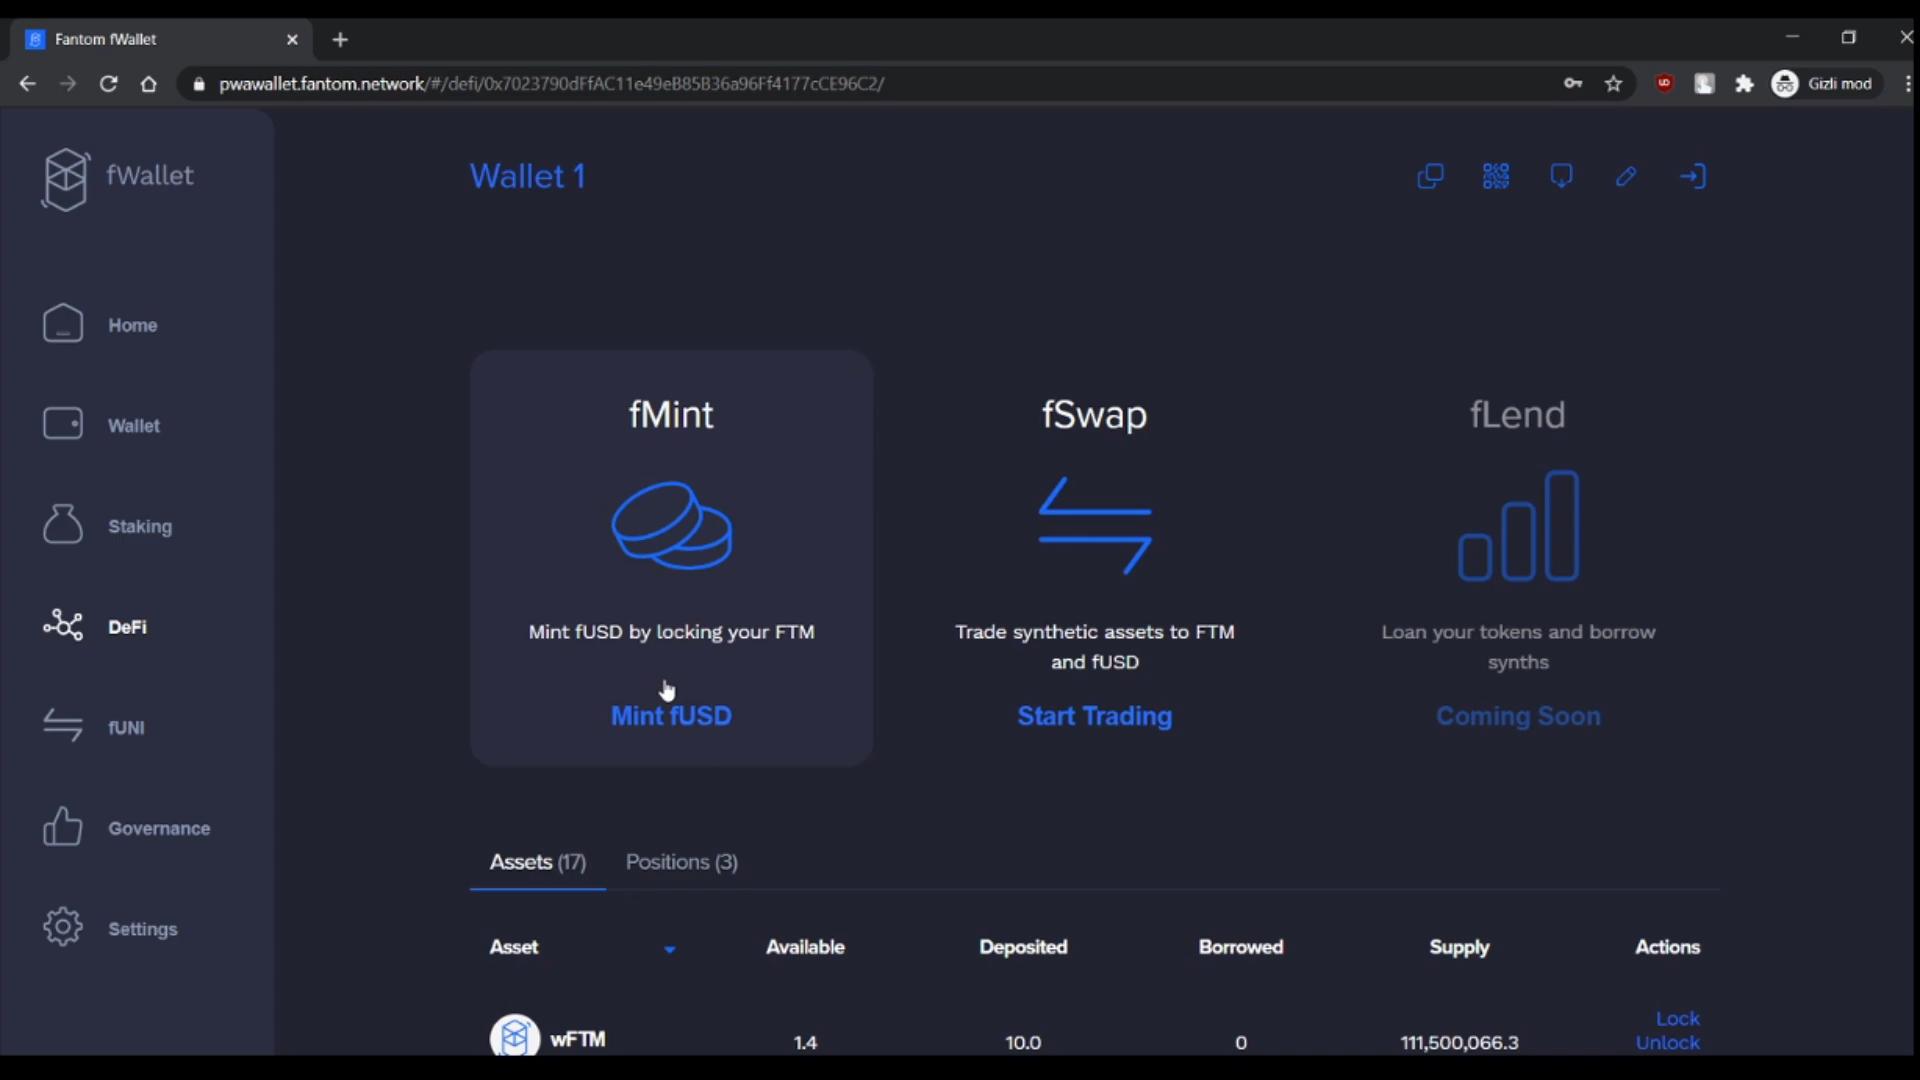 Fantom fWallet
pwawallet.fantom.network/#/defi/0x7023790dFfAC11e49eB85B36a96Ff4177cCE96C2/
Gizli mod
fWallet
Wallet 1
Home
Wallet
Staking
DeFi
fUNI
Governance
Settings
fMint
Mint fUSD by locking your FTM
Mint fUSD
fSwap
Trade synthetic assets to FTM
and fUSD
Start Trading
fLend
Loan your tokens and borrow
synths
Coming Soon
Assets (17) Positions (3)
Asset Available Deposited Borrowed Supply Actions
wFTM 1.4 10.0 0 111,500,066.3 Lock
Unlock